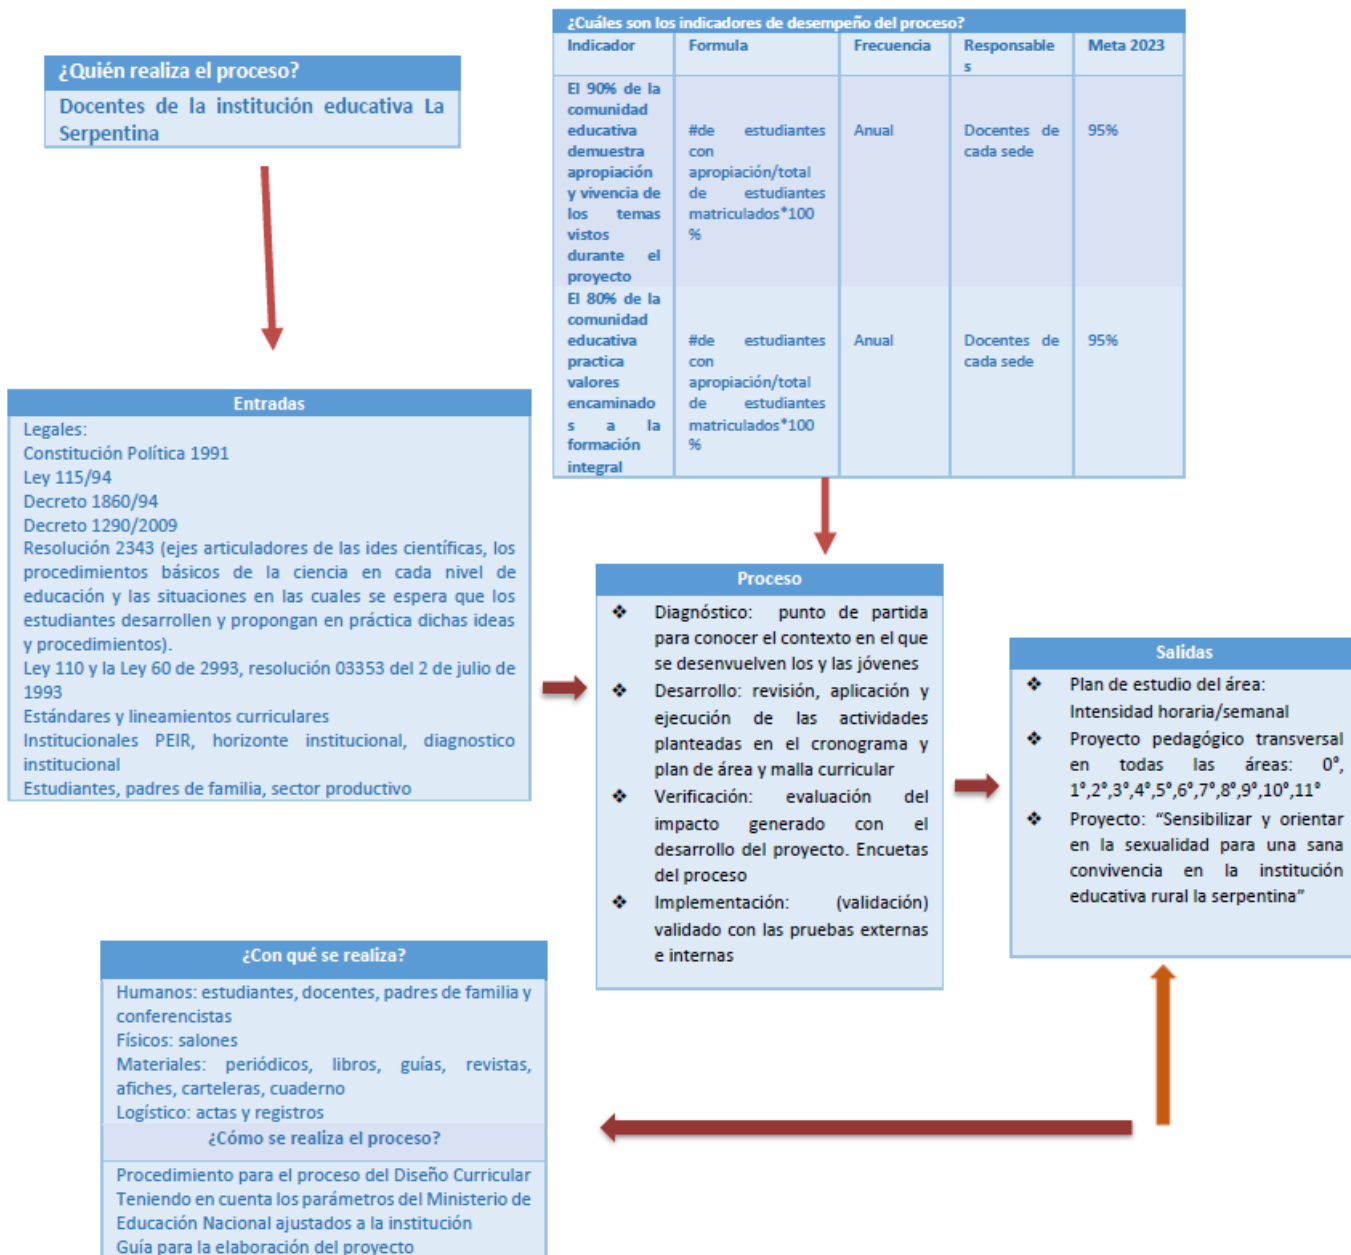 ¿Quién realiza el proceso?
Docentes de la institución educativa La
Serpentina
¿Cuáles son los indicadores de desempeño del proceso?
Indicador
Formula
Frecuencia
Responsable
s
Meta 2023
El 90% de la
comunidad
educativa
demuestra
apropiación
y vivencia de
los temas
vistos
durante el
proyecto
#de estudiantes
con
apropiación/total
de estudiantes
matriculados*100
%
Anual
Docentes de
cada sede
95%
El 80% de la
comunidad
educativa
practica
valores
encaminado
s a la
formación
integral
#de estudiantes
con
apropiación/total
de estudiantes
matriculados*100
%
Anual
Docentes de
cada sede
95%
Entradas
Legales:
Constitución Política 1991
Ley 115/94
Decreto 1860/94
Decreto 1290/2009
Resolución 2343 (ejes articuladores de las ides científicas, los
procedimientos básicos de la ciencia en cada nivel de
educación y las situaciones en las cuales se espera que los
estudiantes desarrollen y propongan en práctica dichas ideas
y procedimientos).
Ley 110 y la Ley 60 de 2993, resolución 03353 del 2 de julio de
1993
Estándares y lineamientos curriculares
Institucionales PEIR, horizonte institucional, diagnostico
institucional
Estudiantes, padres de familia, sector productivo
Proceso
❖ Diagnóstico: punto de partida
para conocer el contexto en el que
se desenvuelven los y las jóvenes
❖ Desarrollo: revisión, aplicación y
ejecución de las actividades
planteadas en el cronograma y
plan de área y malla curricular
❖ Verificación: evaluación del
impacto generado con el
desarrollo del proyecto. Encuetas
del proceso
❖ Implementación: (validación)
validado con las pruebas externas
e internas
Salidas
❖ Plan de estudio del área:
Intensidad horaria/semanal
❖ Proyecto pedagógico transversal
en todas las áreas: 0°,
1°,2°,3°,4°,5°,6°,7°,8°,9°,10°,11°
❖ Proyecto: “Sensibilizar y orientar
en la sexualidad para una sana
convivencia en la institución
educativa rural la serpentina”
¿Con qué se realiza?
Humanos: estudiantes, docentes, padres de familia y
conferencistas
Físicos: salones
Materiales: periódicos, libros, guías, revistas,
afiches, carteleras, cuaderno
Logístico: actas y registros
¿Cómo se realiza el proceso?
Procedimiento para el proceso del Diseño Curricular
Teniendo en cuenta los parámetros del Ministerio de
Educación Nacional ajustados a la institución
Guía para la elaboración del proyecto